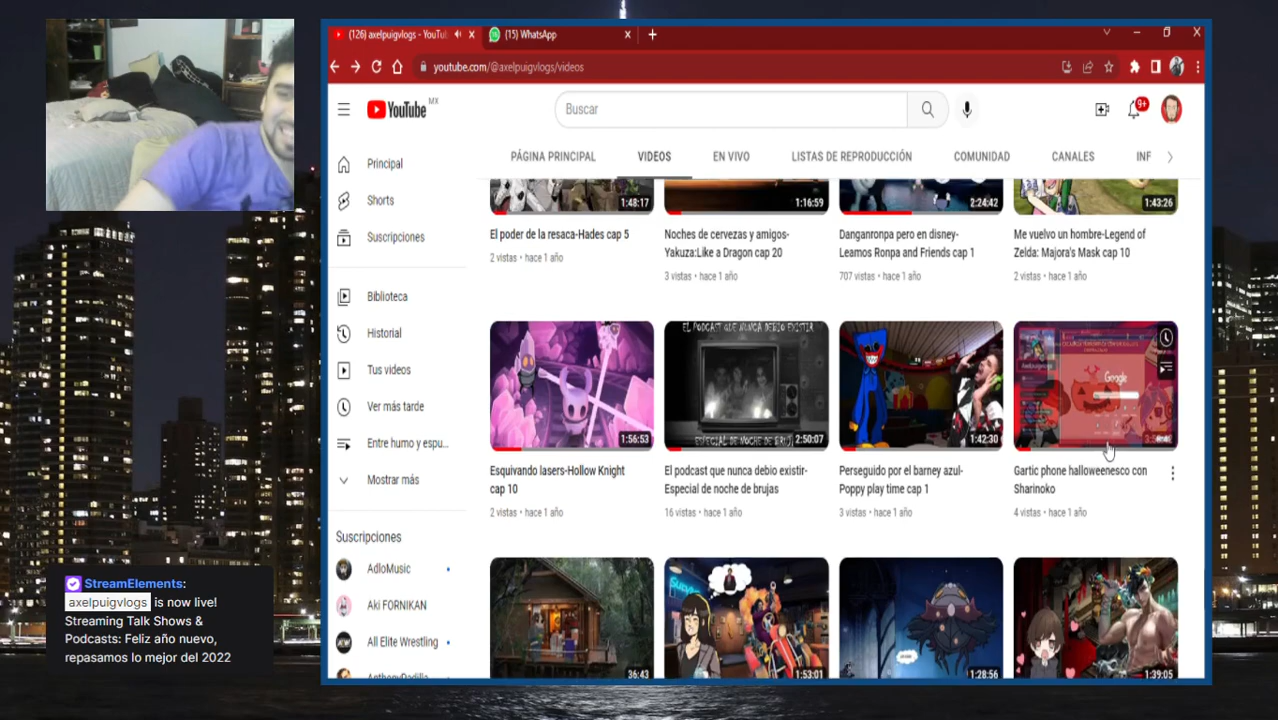 (126) axelpuigvlogs - YouTu
(15) WhatsApp
youtube.com/@axelpuigvlogs/videos
YouTube MX
Buscar
9+
Principal
Shorts
Suscripciones
Biblioteca
Historial
Tus videos
Ver más tarde
Entre humo y espu...
Mostrar más
Suscripciones
AdloMusic
Aki FORNIKAN
All Elite Wrestling
PÁGINA PRINCIPAL
VIDEOS
EN VIVO
LISTAS DE REPRODUCCIÓN
COMUNIDAD
CANALES
INF
1:48:17
1:16:59
2:24:42
1:43:26
El poder de la resaca-Hades cap 5
2 vistas • hace 1 año
Noches de cervezas y amigos-
Yakuza:Like a Dragon cap 20
3 vistas • hace 1 año
Danganronpa pero en disney-
Leamos Ronpa and Friends cap 1
707 vistas • hace 1 año
Me vuelvo un hombre-Legend of
Zelda: Majora's Mask cap 10
2 vistas • hace 1 año
EL PODCAST QUE NUNCA DEBIO EXISTIR
ESPECIAL DE NOCHE DE BRUJ
Google
1:56:53
2:50:07
1:42:30
Esquivando lasers-Hollow Knight
cap 10
2 vistas • hace 1 año
El podcast que nunca debio existir-
Especial de noche de brujas
16 vistas • hace 1 año
Perseguido por el barney azul-
Poppy play time cap 1
3 vistas • hace 1 año
Gartic phone halloweenesco con
Sharinoko
4 vistas • hace 1 año
36:43
1:53:01
1:28:56
1:39:05
StreamElements:
axelpuigvlogs is now live!
Streaming Talk Shows &
Podcasts: Feliz año nuevo,
repasamos lo mejor del 2022